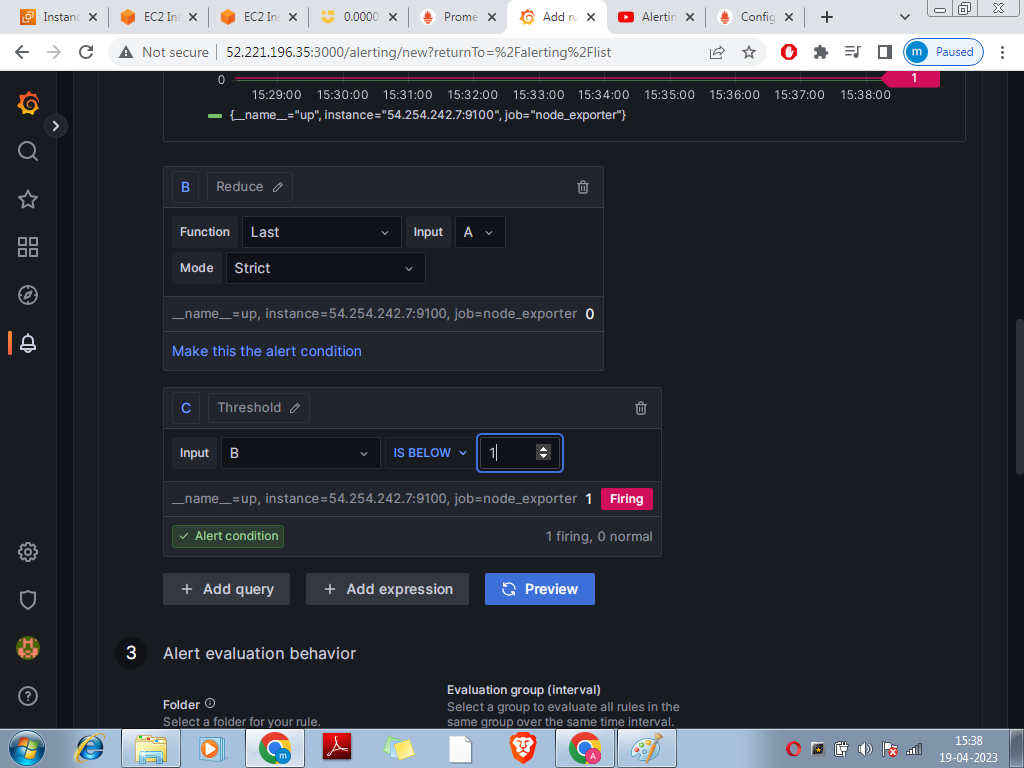 Instanc
EC2 Ins
EC2 Ins
0.0000
Prome
Add ru
Alertin
Config
Not secure
52.221.196.35:3000/alerting/new?returnTo=%2Falerting%2Flist
m
Paused
0
1
15:29:00 15:30:00 15:31:00 15:32:00 15:33:00 15:34:00 15:35:00 15:36:00 15:37:00 15:38:00
{__name__="up", instance="54.254.242.7:9100", job="node_exporter"}
B Reduce
Function Last Input A
Mode Strict
__name__=up, instance=54.254.242.7:9100, job=node_exporter 0
Make this the alert condition
C Threshold
Input B IS BELOW 1
__name__=up, instance=54.254.242.7:9100, job=node_exporter 1 Firing
Alert condition 1 firing, 0 normal
Add query Add expression Preview
3 Alert evaluation behavior
Folder
Select a folder for your rule.
Evaluation group (interval)
Select a group to evaluate all rules in the
same group over the same time interval.
m
A
15:38
19-04-2023